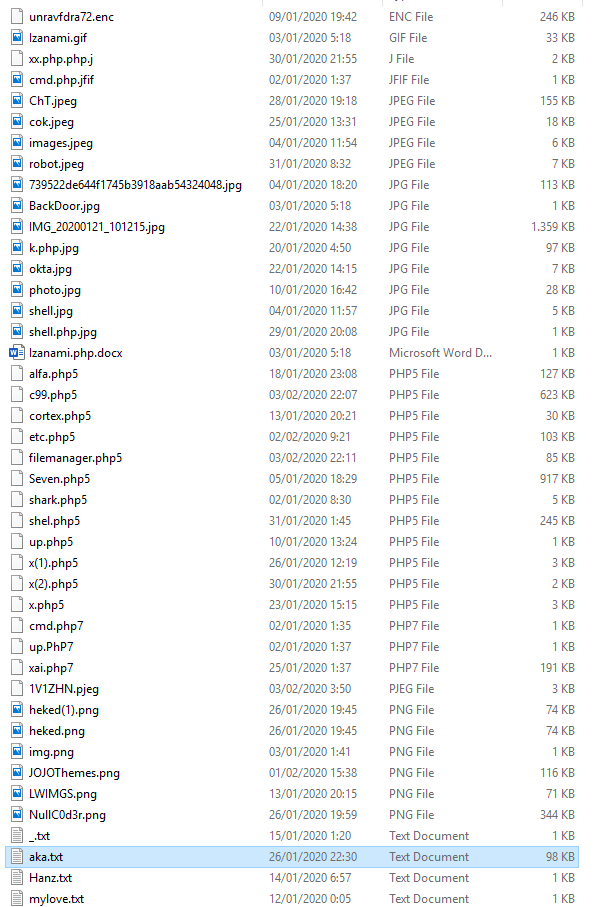 unravfdra72.enc 09/01/2020 19:42 ENC File 246 KB
Izanami.gif 03/01/2020 5:18 GIF File 33 KB
xx.php.php.j 30/01/2020 21:55 J File 2 KB
cmd.php.jfif 02/01/2020 1:37 JFIF File 1 KB
ChT.jpeg 28/01/2020 19:18 JPEG File 155 KB
cok.jpeg 25/01/2020 13:31 JPEG File 18 KB
images.jpeg 04/01/2020 11:54 JPEG File 6 KB
robot.jpeg 31/01/2020 8:32 JPEG File 7 KB
739522de644f1745b3918aab54324048.jpg 04/01/2020 18:20 JPG File 113 KB
BackDoor.jpg 03/01/2020 5:18 JPG File 1 KB
IMG_20200121_101215.jpg 22/01/2020 14:38 JPG File 1.359 KB
k.php.jpg 20/01/2020 4:50 JPG File 97 KB
okta.jpg 22/01/2020 14:15 JPG File 7 KB
photo.jpg 10/01/2020 16:42 JPG File 28 KB
shell.jpg 04/01/2020 11:57 JPG File 5 KB
shell.php.jpg 29/01/2020 20:08 JPG File 1 KB
Izanami.php.docx 03/01/2020 5:18 Microsoft Word D... 1 KB
alfa.php5 18/01/2020 23:08 PHP5 File 127 KB
c99.php5 03/02/2020 22:07 PHP5 File 623 KB
cortex.php5 13/01/2020 20:21 PHP5 File 30 KB
etc.php5 02/02/2020 9:21 PHP5 File 103 KB
filemanager.php5 03/02/2020 22:11 PHP5 File 85 KB
Seven.php5 05/01/2020 18:29 PHP5 File 917 KB
shark.php5 02/01/2020 8:30 PHP5 File 5 KB
shel.php5 31/01/2020 1:45 PHP5 File 245 KB
up.php5 10/01/2020 13:24 PHP5 File 1 KB
x(1).php5 26/01/2020 12:19 PHP5 File 3 KB
x(2).php5 30/01/2020 21:55 PHP5 File 2 KB
x.php5 23/01/2020 15:15 PHP5 File 3 KB
cmd.php7 02/01/2020 1:35 PHP7 File 1 KB
up.PhP7 02/01/2020 1:37 PHP7 File 1 KB
xai.php7 25/01/2020 1:37 PHP7 File 191 KB
1V1ZHN.pjeg 03/02/2020 3:50 PJEG File 3 KB
heked(1).png 26/01/2020 19:45 PNG File 74 KB
heked.png 26/01/2020 19:45 PNG File 74 KB
img.png 03/01/2020 1:41 PNG File 1 KB
JOJOThemes.png 01/02/2020 15:38 PNG File 116 KB
LWIMGS.png 13/01/2020 20:15 PNG File 71 KB
NullC0d3r.png 26/01/2020 19:59 PNG File 344 KB
_.txt 15/01/2020 1:20 Text Document 1 KB
aka.txt 26/01/2020 22:30 Text Document 98 KB
Hanz.txt 14/01/2020 6:57 Text Document 1 KB
mylove.txt 12/01/2020 0:05 Text Document 1 KB